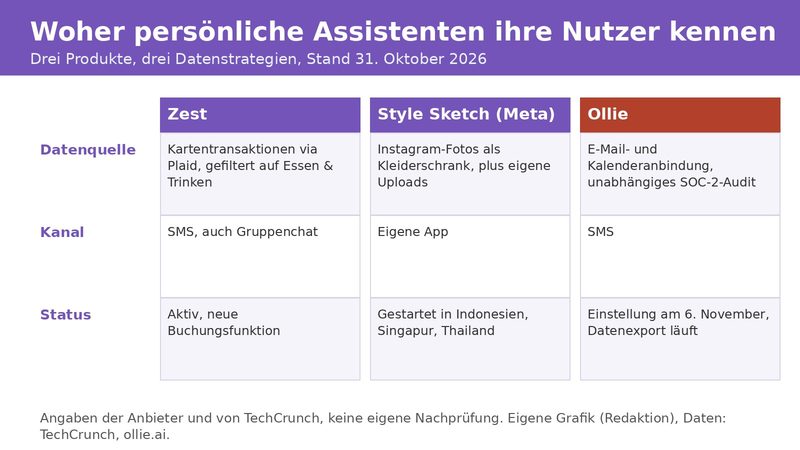 Woher persönliche Assistenten ihre Nutzer kennen
Drei Produkte, drei Datenstrategien, Stand 31. Oktober 2026
Zest
Style Sketch (Meta)
Ollie
Datenquelle
Kartentransaktionen via
Plaid, gefiltert auf Essen &
Trinken
Instagram-Fotos als
Kleiderschrank, plus eigene
Uploads
E-Mail- und
Kalenderanbindung,
unabhängiges SOC-2-Audit
Kanal
SMS, auch Gruppenchat
Eigene App
SMS
Status
Aktiv, neue
Buchungsfunktion
Gestartet in Indonesien,
Singapur, Thailand
Einstellung am 6. November,
Datenexport läuft
Angaben der Anbieter und von TechCrunch, keine eigene Nachprüfung. Eigene Grafik (Redaktion), Daten:
TechCrunch, ollie.ai.